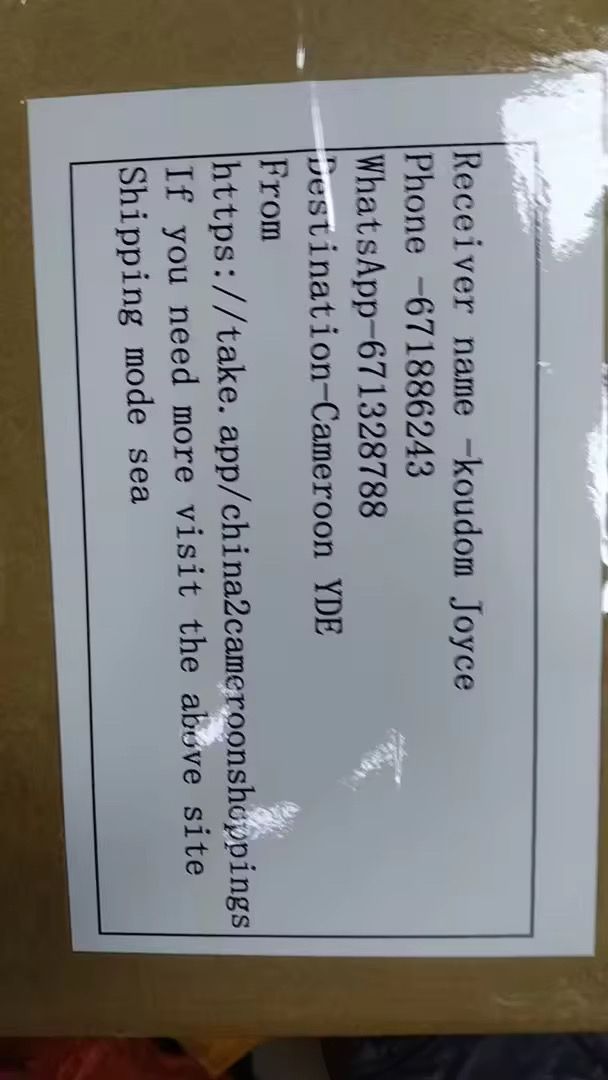 Receiver name -koudom Joyce
Phone -671886243
WhatsApp-671328788
Destination-Cameroon YDE
From
https://take.app/china2cameroonshoppings
If you need more visit the above site
Shipping mode sea